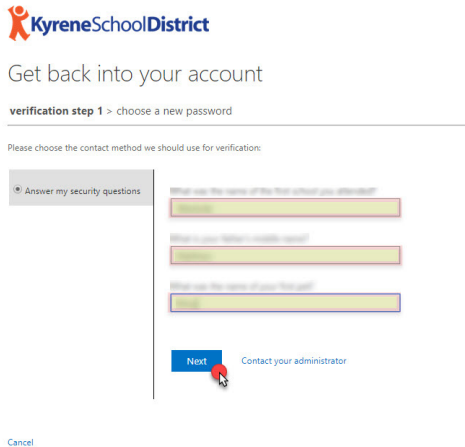 KyreneSchoolDistrict
Get back into your account
verification step 1 > choose a new password
Please choose the contact method we should use for verification:
Answer my security questions
What was the name of the first school you attended?
What is your father's middle name?
What was the name of your first pet?
Next
Contact your administrator
Cancel